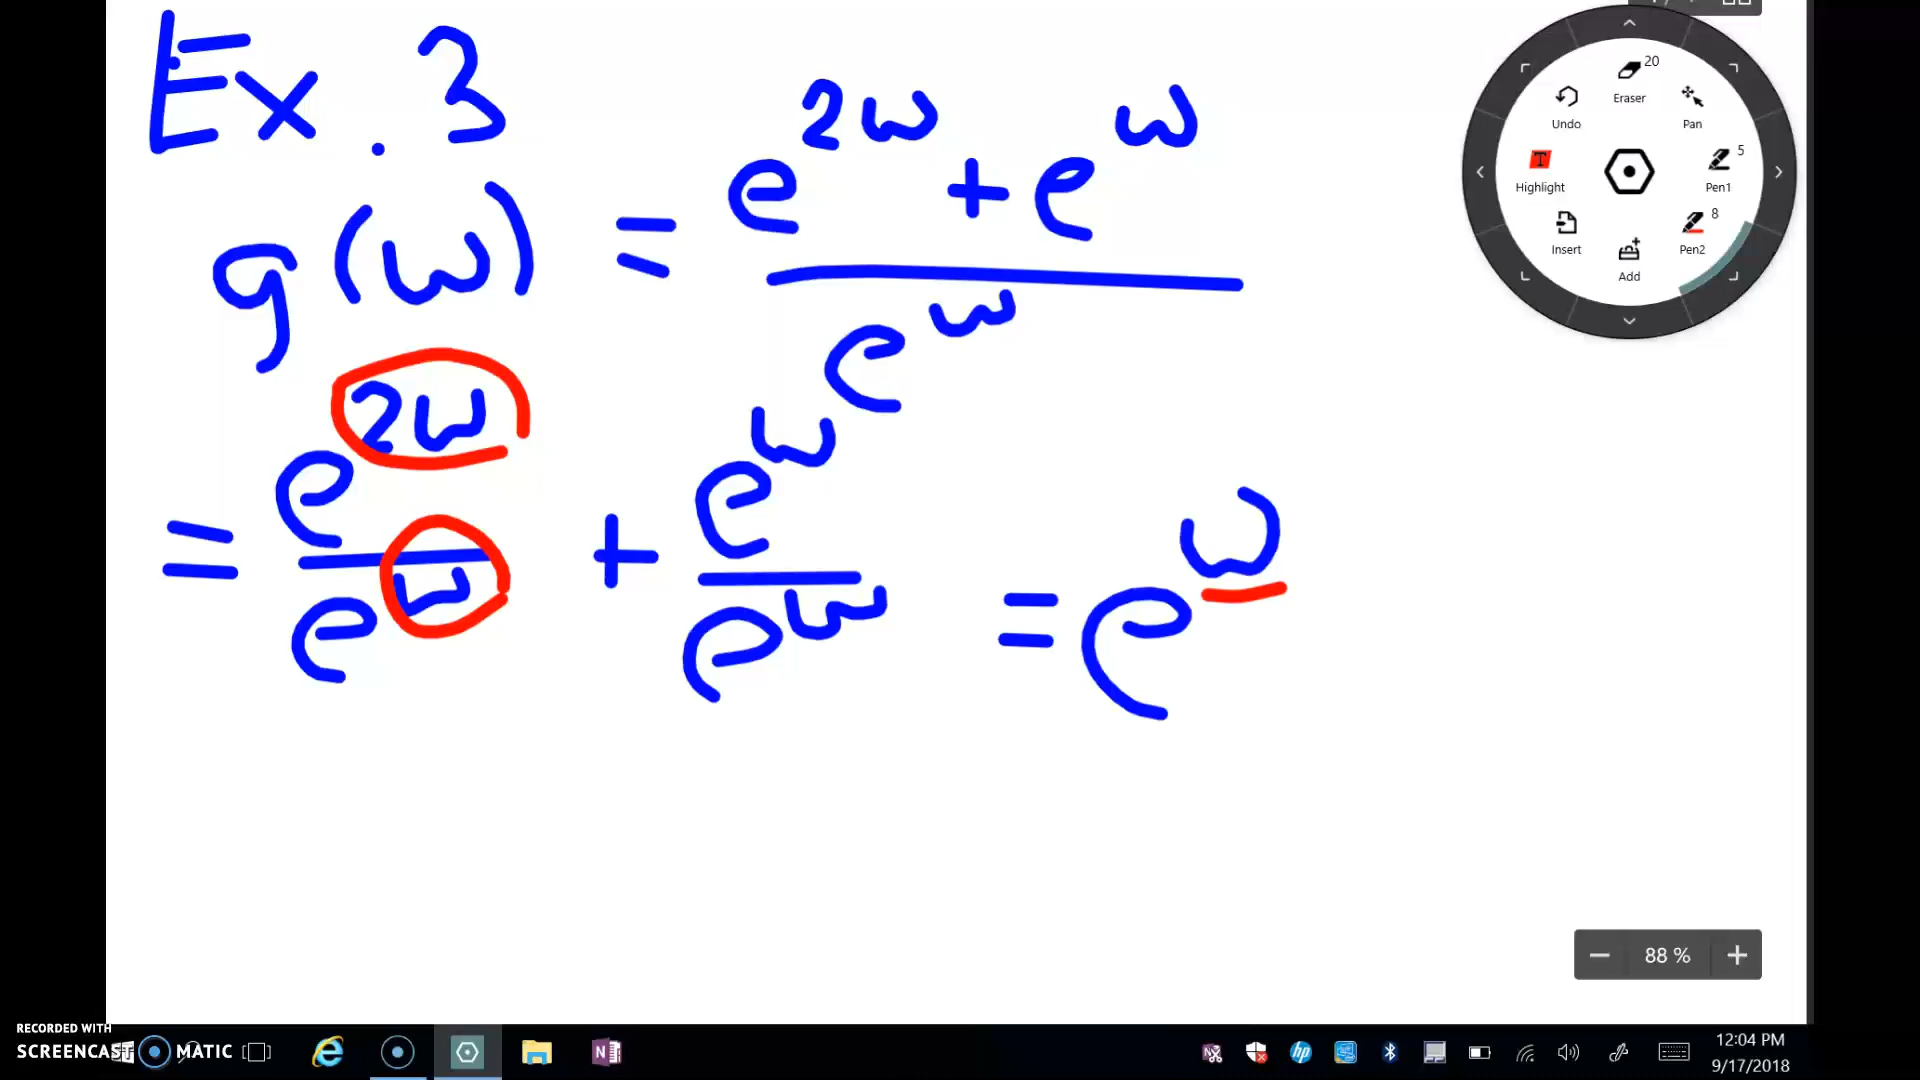 Ex. 3
g(w) = (e^{2w} + e^w) / e^w
= e^{2w} / e^w + e^w / e^w = e^w
20
Eraser
Undo
Pan
5
Highlight
Pen1
8
Insert
Pen2
Add
88 %
RECORDED WITH
SCREENCAST MATIC
12:04 PM
9/17/2018